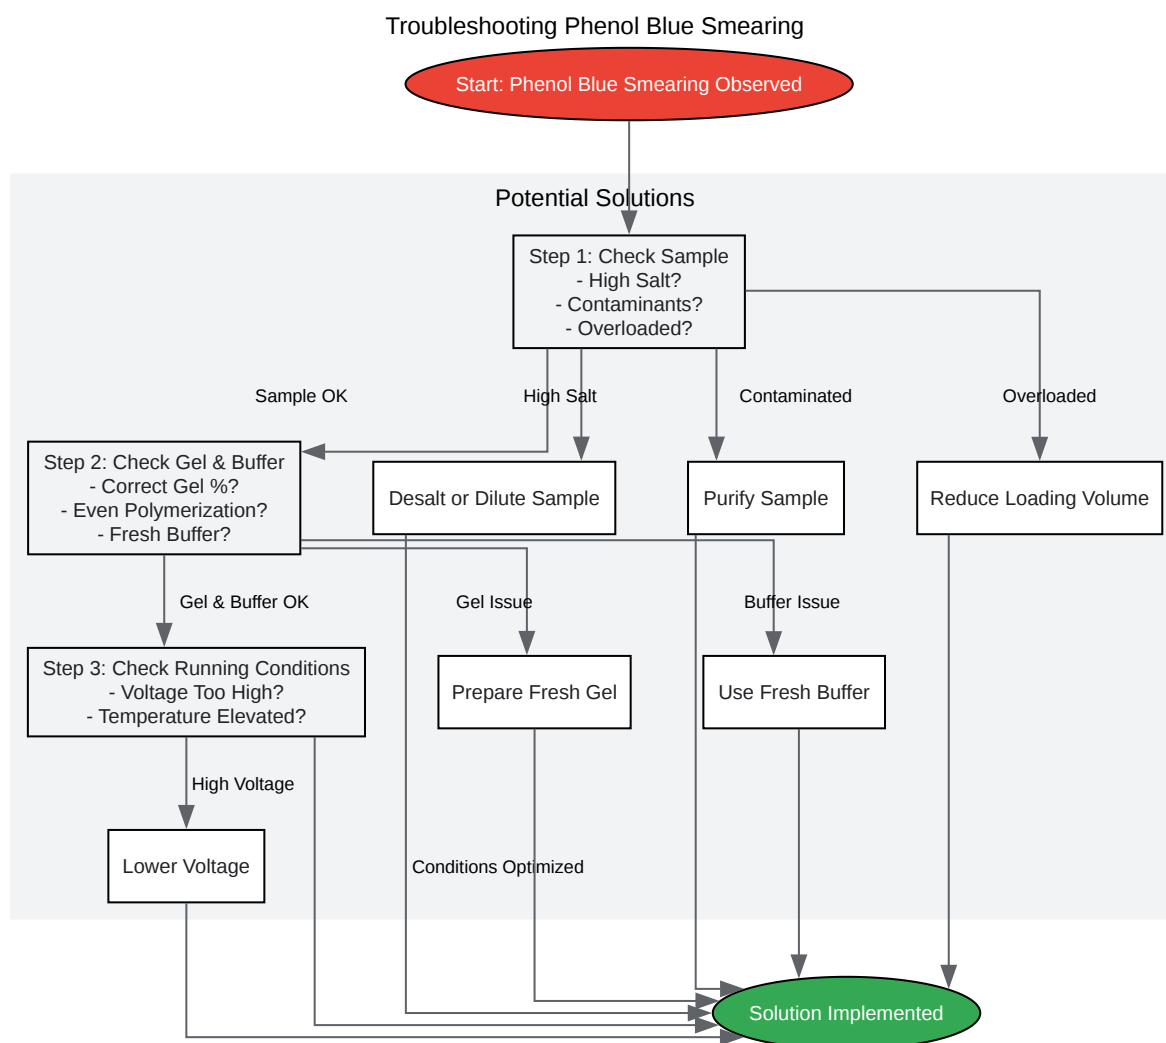 Troubleshooting Phenol Blue Smearing
Start: Phenol Blue Smearing Observed
Potential Solutions
Step 1: Check Sample
- High Salt?
- Contaminants?
- Overloaded?
Sample OK
High Salt
Contaminated
Overloaded
Step 2: Check Gel & Buffer
- Correct Gel %?
- Even Polymerization?
- Fresh Buffer?
Desalt or Dilute Sample
Purify Sample
Reduce Loading Volume
Gel & Buffer OK
Gel Issue
Buffer Issue
Step 3: Check Running Conditions
- Voltage Too High?
- Temperature Elevated?
Prepare Fresh Gel
Use Fresh Buffer
High Voltage
Lower Voltage
Conditions Optimized
Solution Implemented